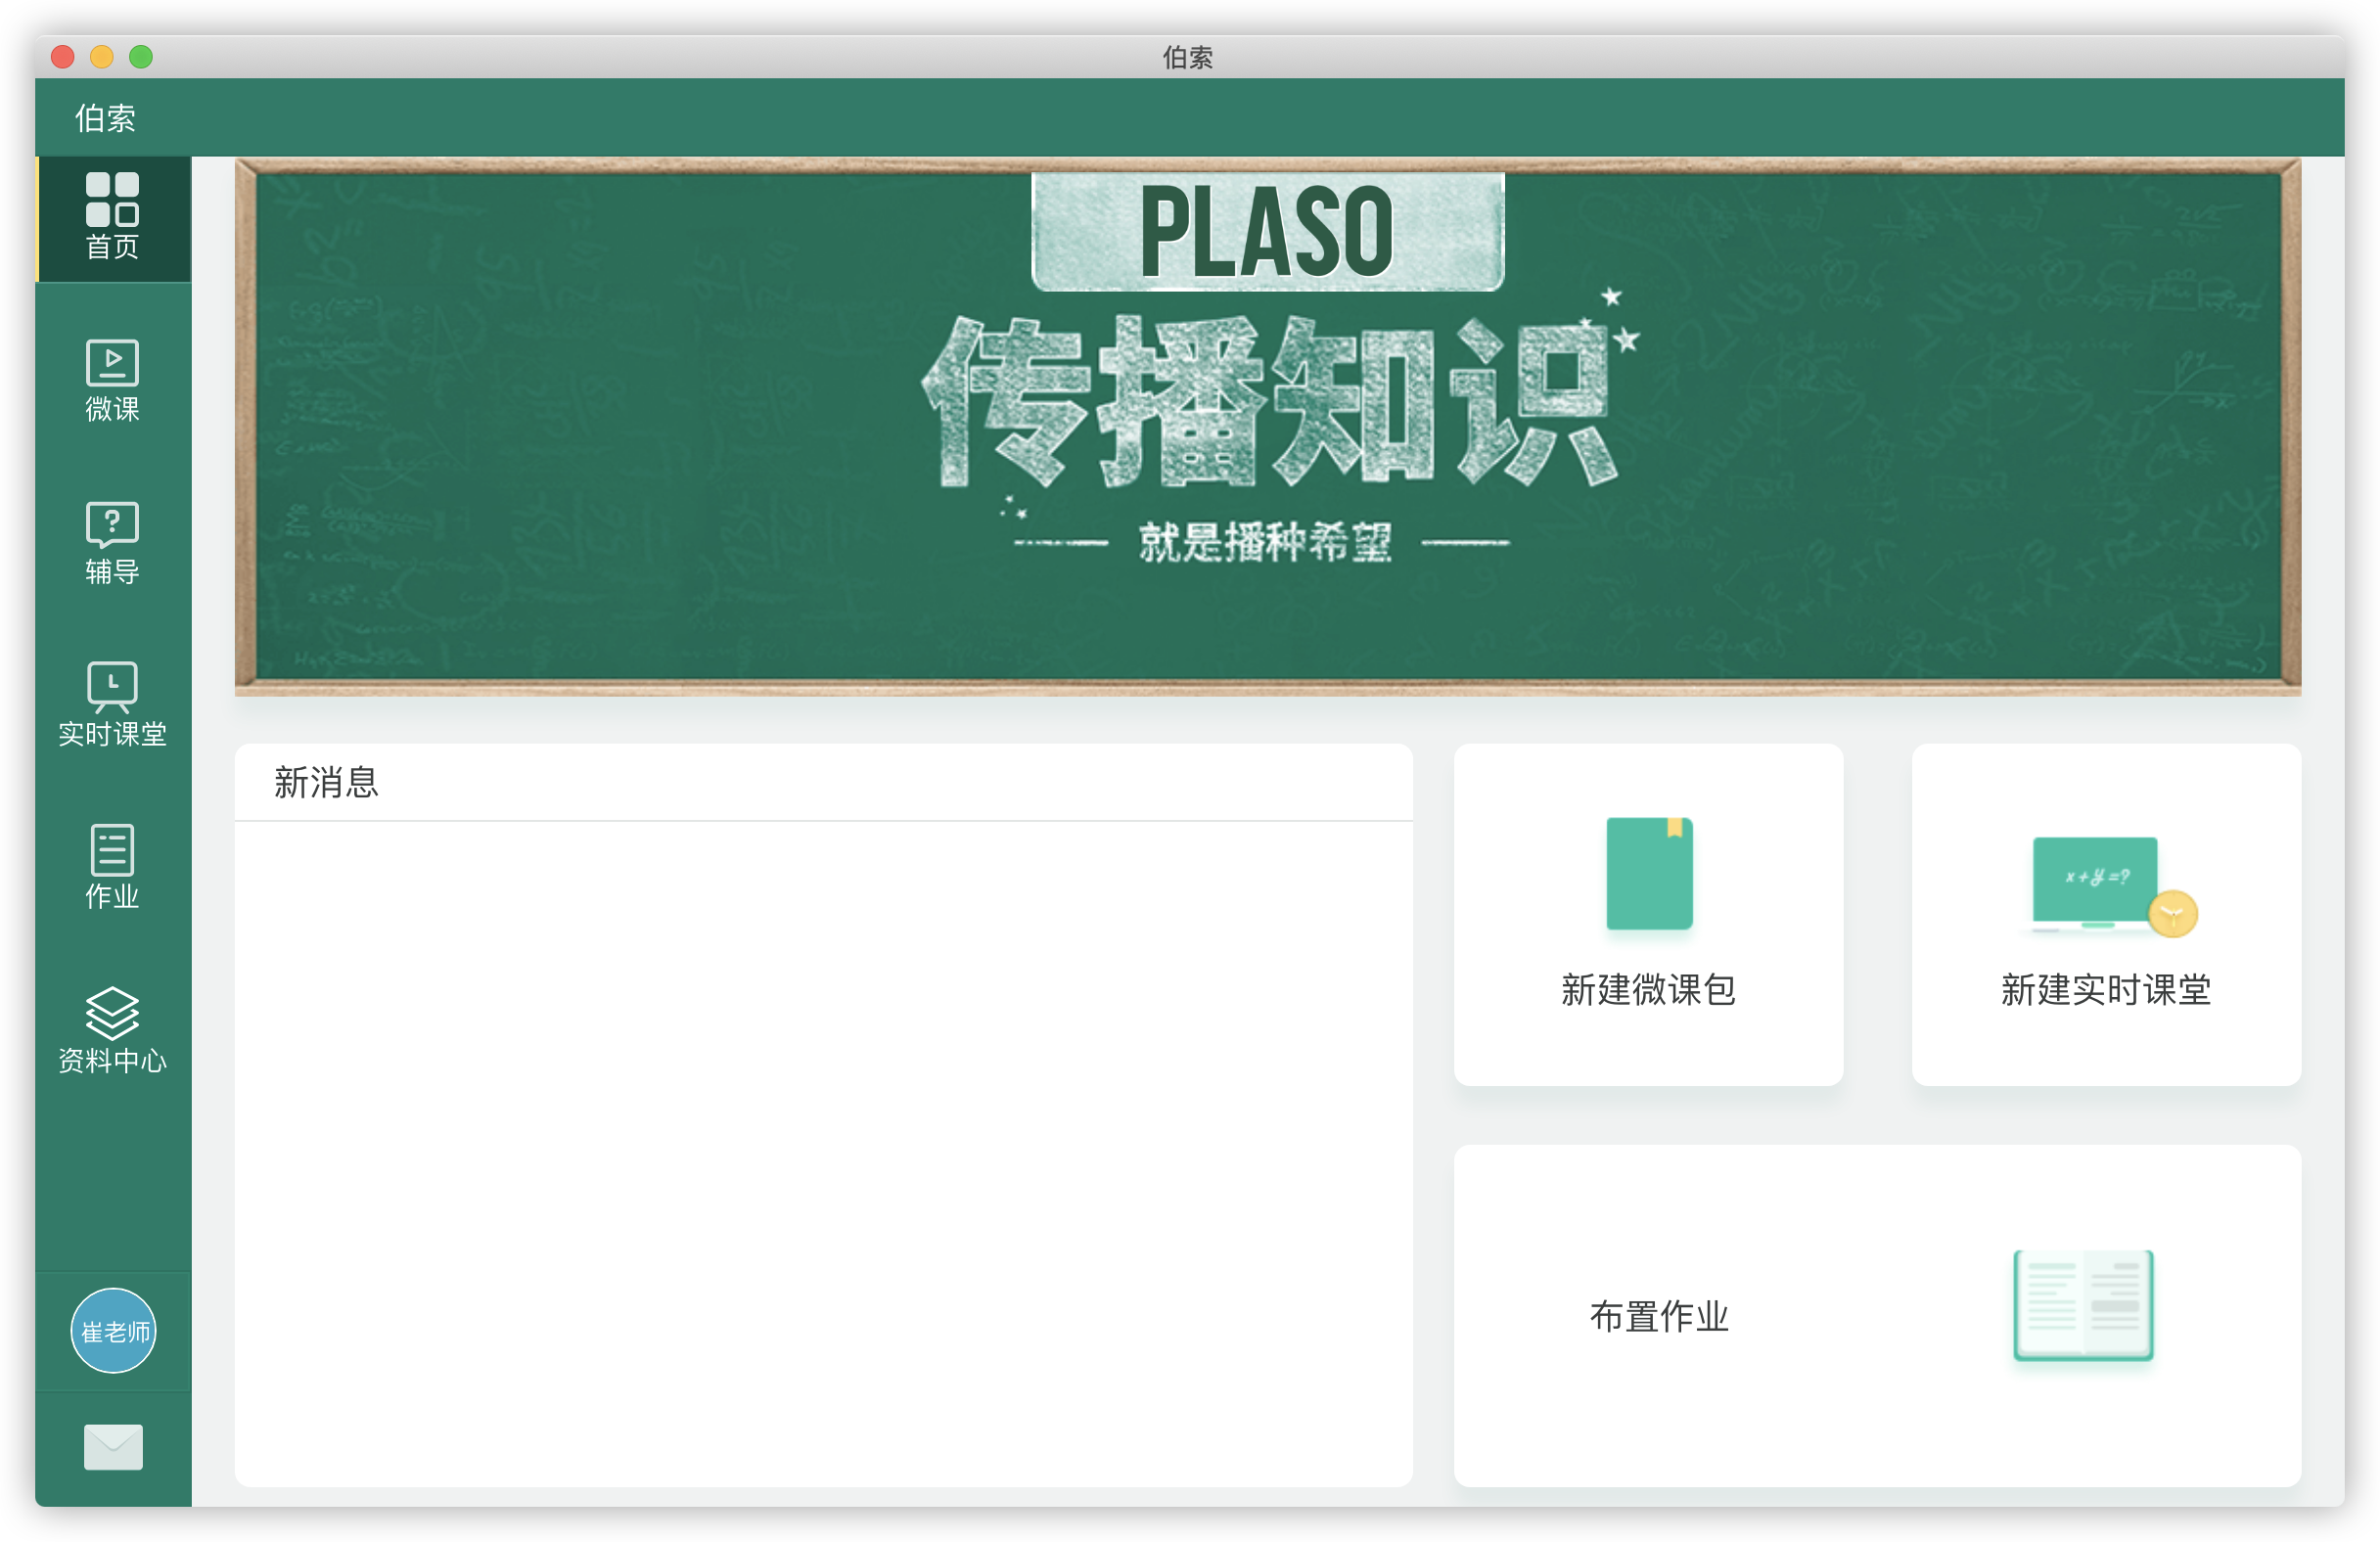 伯索
伯索
首页
微课
辅导
实时课堂
作业
资料中心
崔老师
PLASO
传播知识
就是播种希望
新消息
x+y=?
新建微课包
新建实时课堂
布置作业